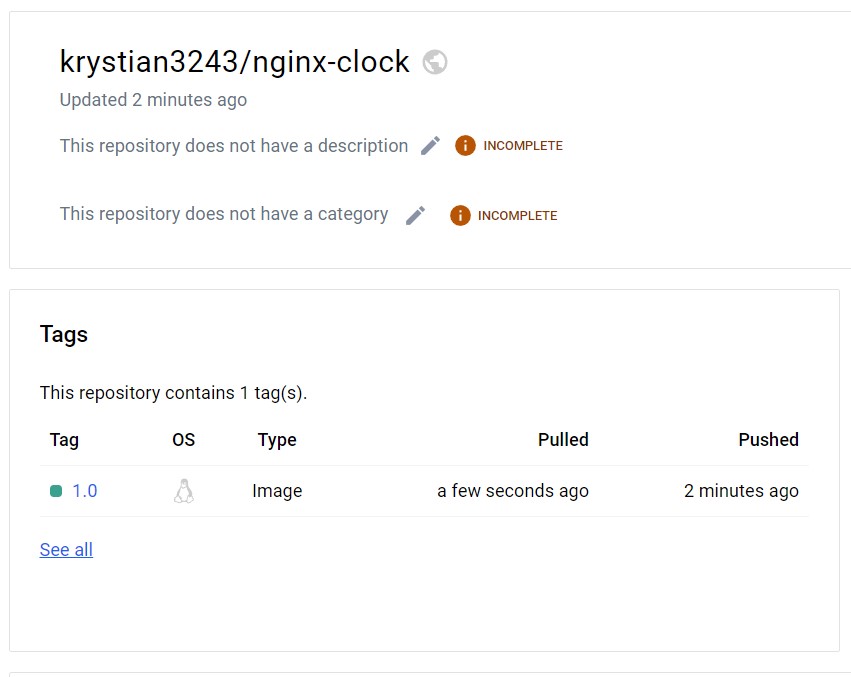 krystian3243/nginx-clock
Updated 2 minutes ago
This repository does not have a description INCOMPLETE
This repository does not have a category INCOMPLETE
Tags
This repository contains 1 tag(s).
Tag OS Type Pulled Pushed
1.0 Image a few seconds ago 2 minutes ago
See all